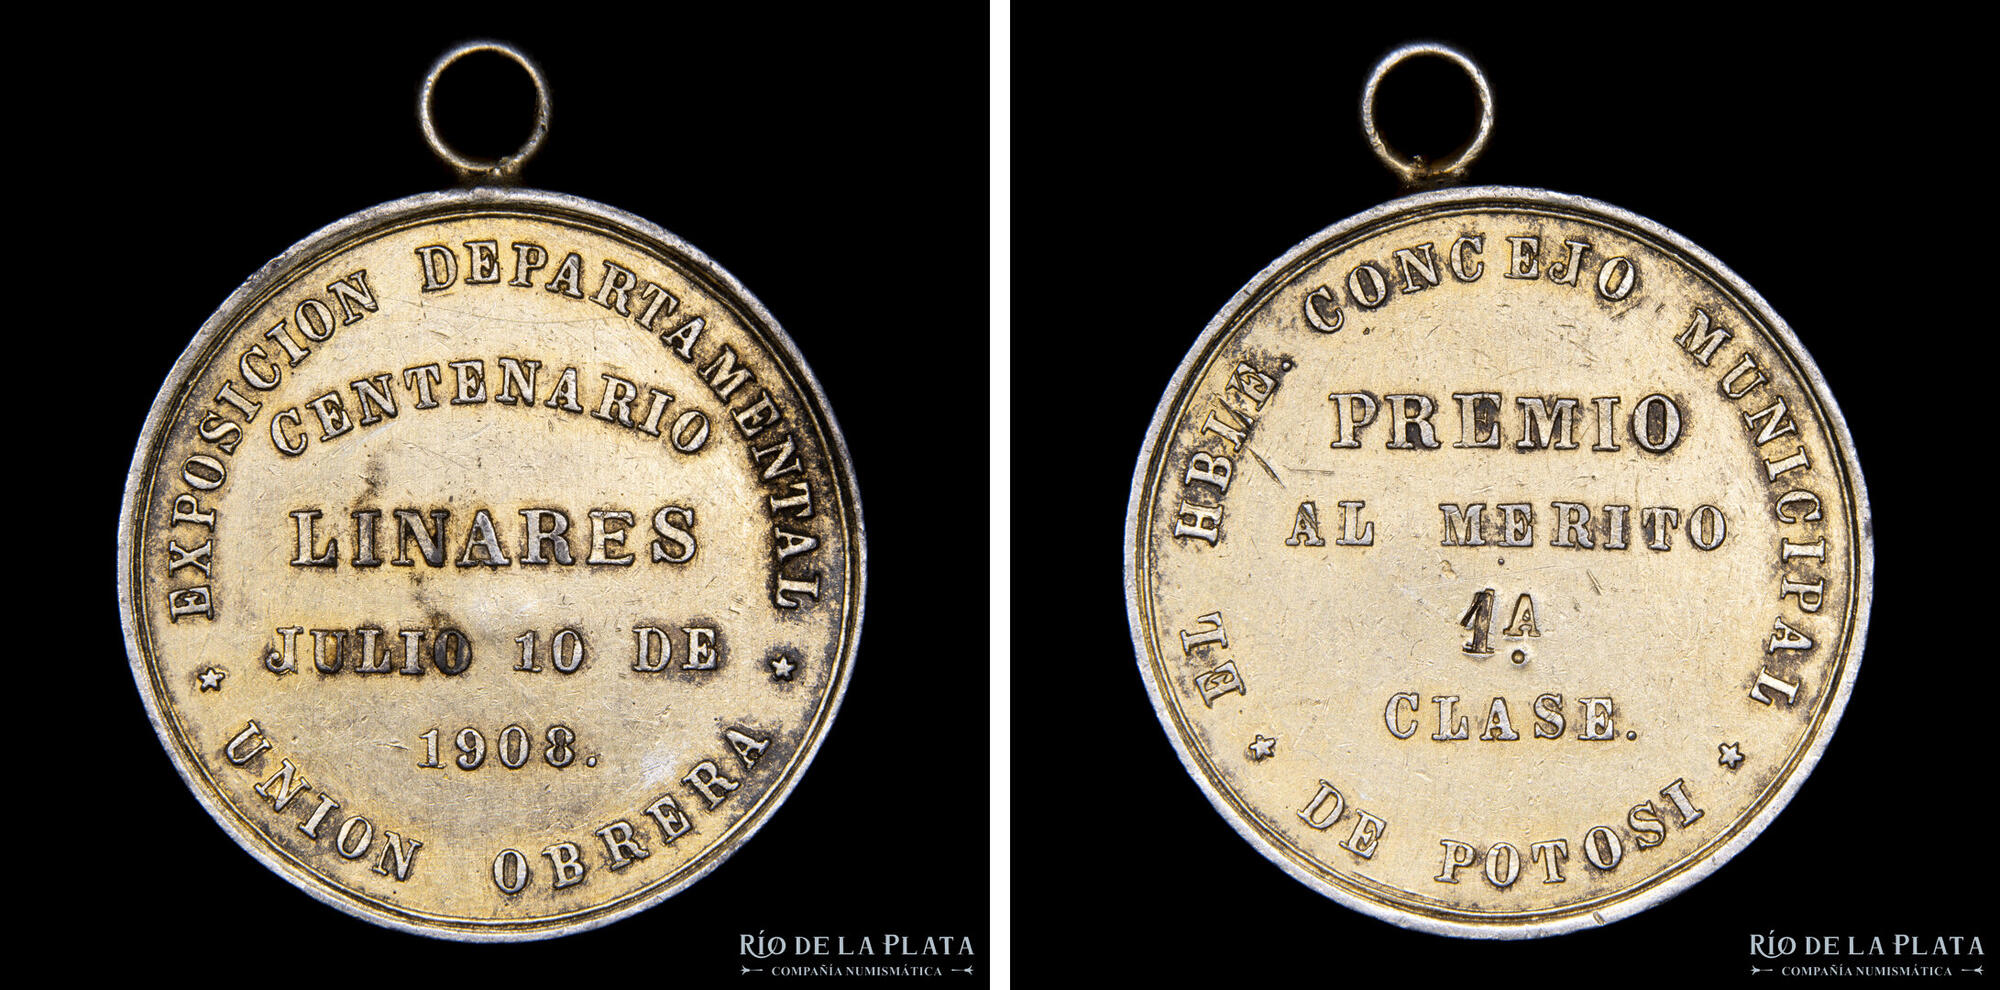 EXPOSICION DEPARTAMENTAL
CENTENARIO
LINARES
JULIO 10 DE
1908.
UNION OBRERA
RÍO DE LA PLATA
COMPAÑÍA NUMISMÁTICA
EL HBLE. CONCEJO MUNICIPAL
PREMIO
AL MERITO
1A.
CLASE.
DE POTOSI
RÍO DE LA PLATA
COMPAÑÍA NUMISMÁTICA